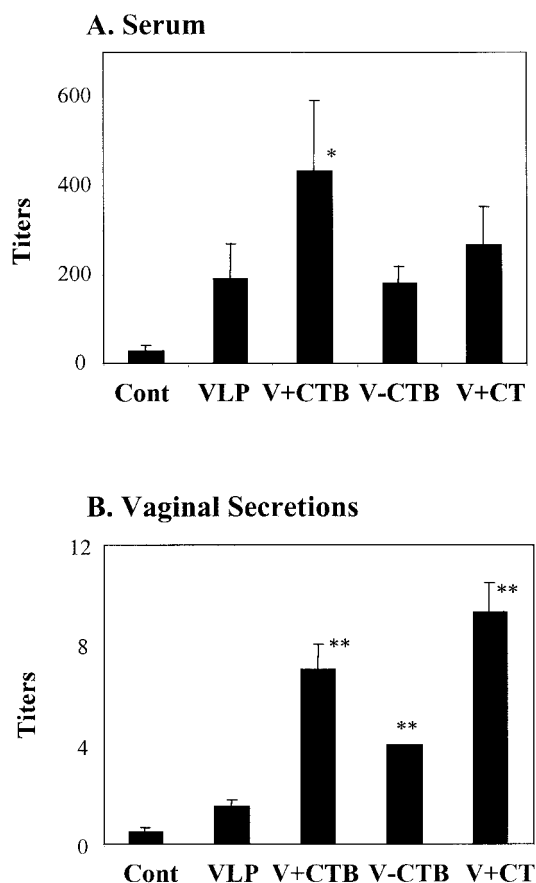 A. Serum
600
400
200
0
Titers
*
Cont VLP V+CTB V-CTB V+CT
B. Vaginal Secretions
12
8
4
0
Titers
**
**
**
Cont VLP V+CTB V-CTB V+CT